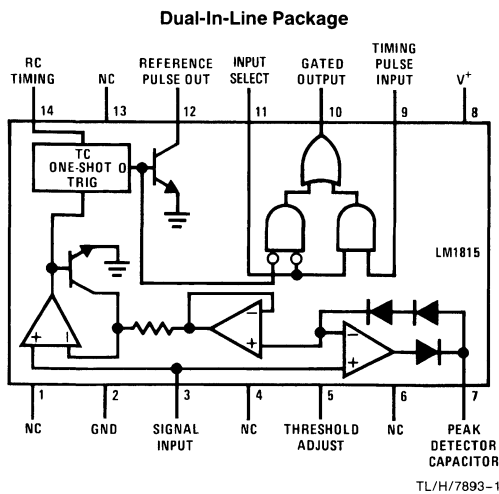 Dual-In-Line Package
RC
TIMING
NC
REFERENCE
PULSE OUT
INPUT
SELECT
GATED
OUTPUT
TIMING
PULSE
INPUT
V+
14
13
12
11
10
9
8
TC
ONE-SHOT O
TRIG
LM1815
+
−
−
+
−
+
1
2
3
4
5
6
7
NC
GND
SIGNAL
INPUT
NC
THRESHOLD
ADJUST
NC
PEAK
DETECTOR
CAPACITOR
TL/H/7893–1